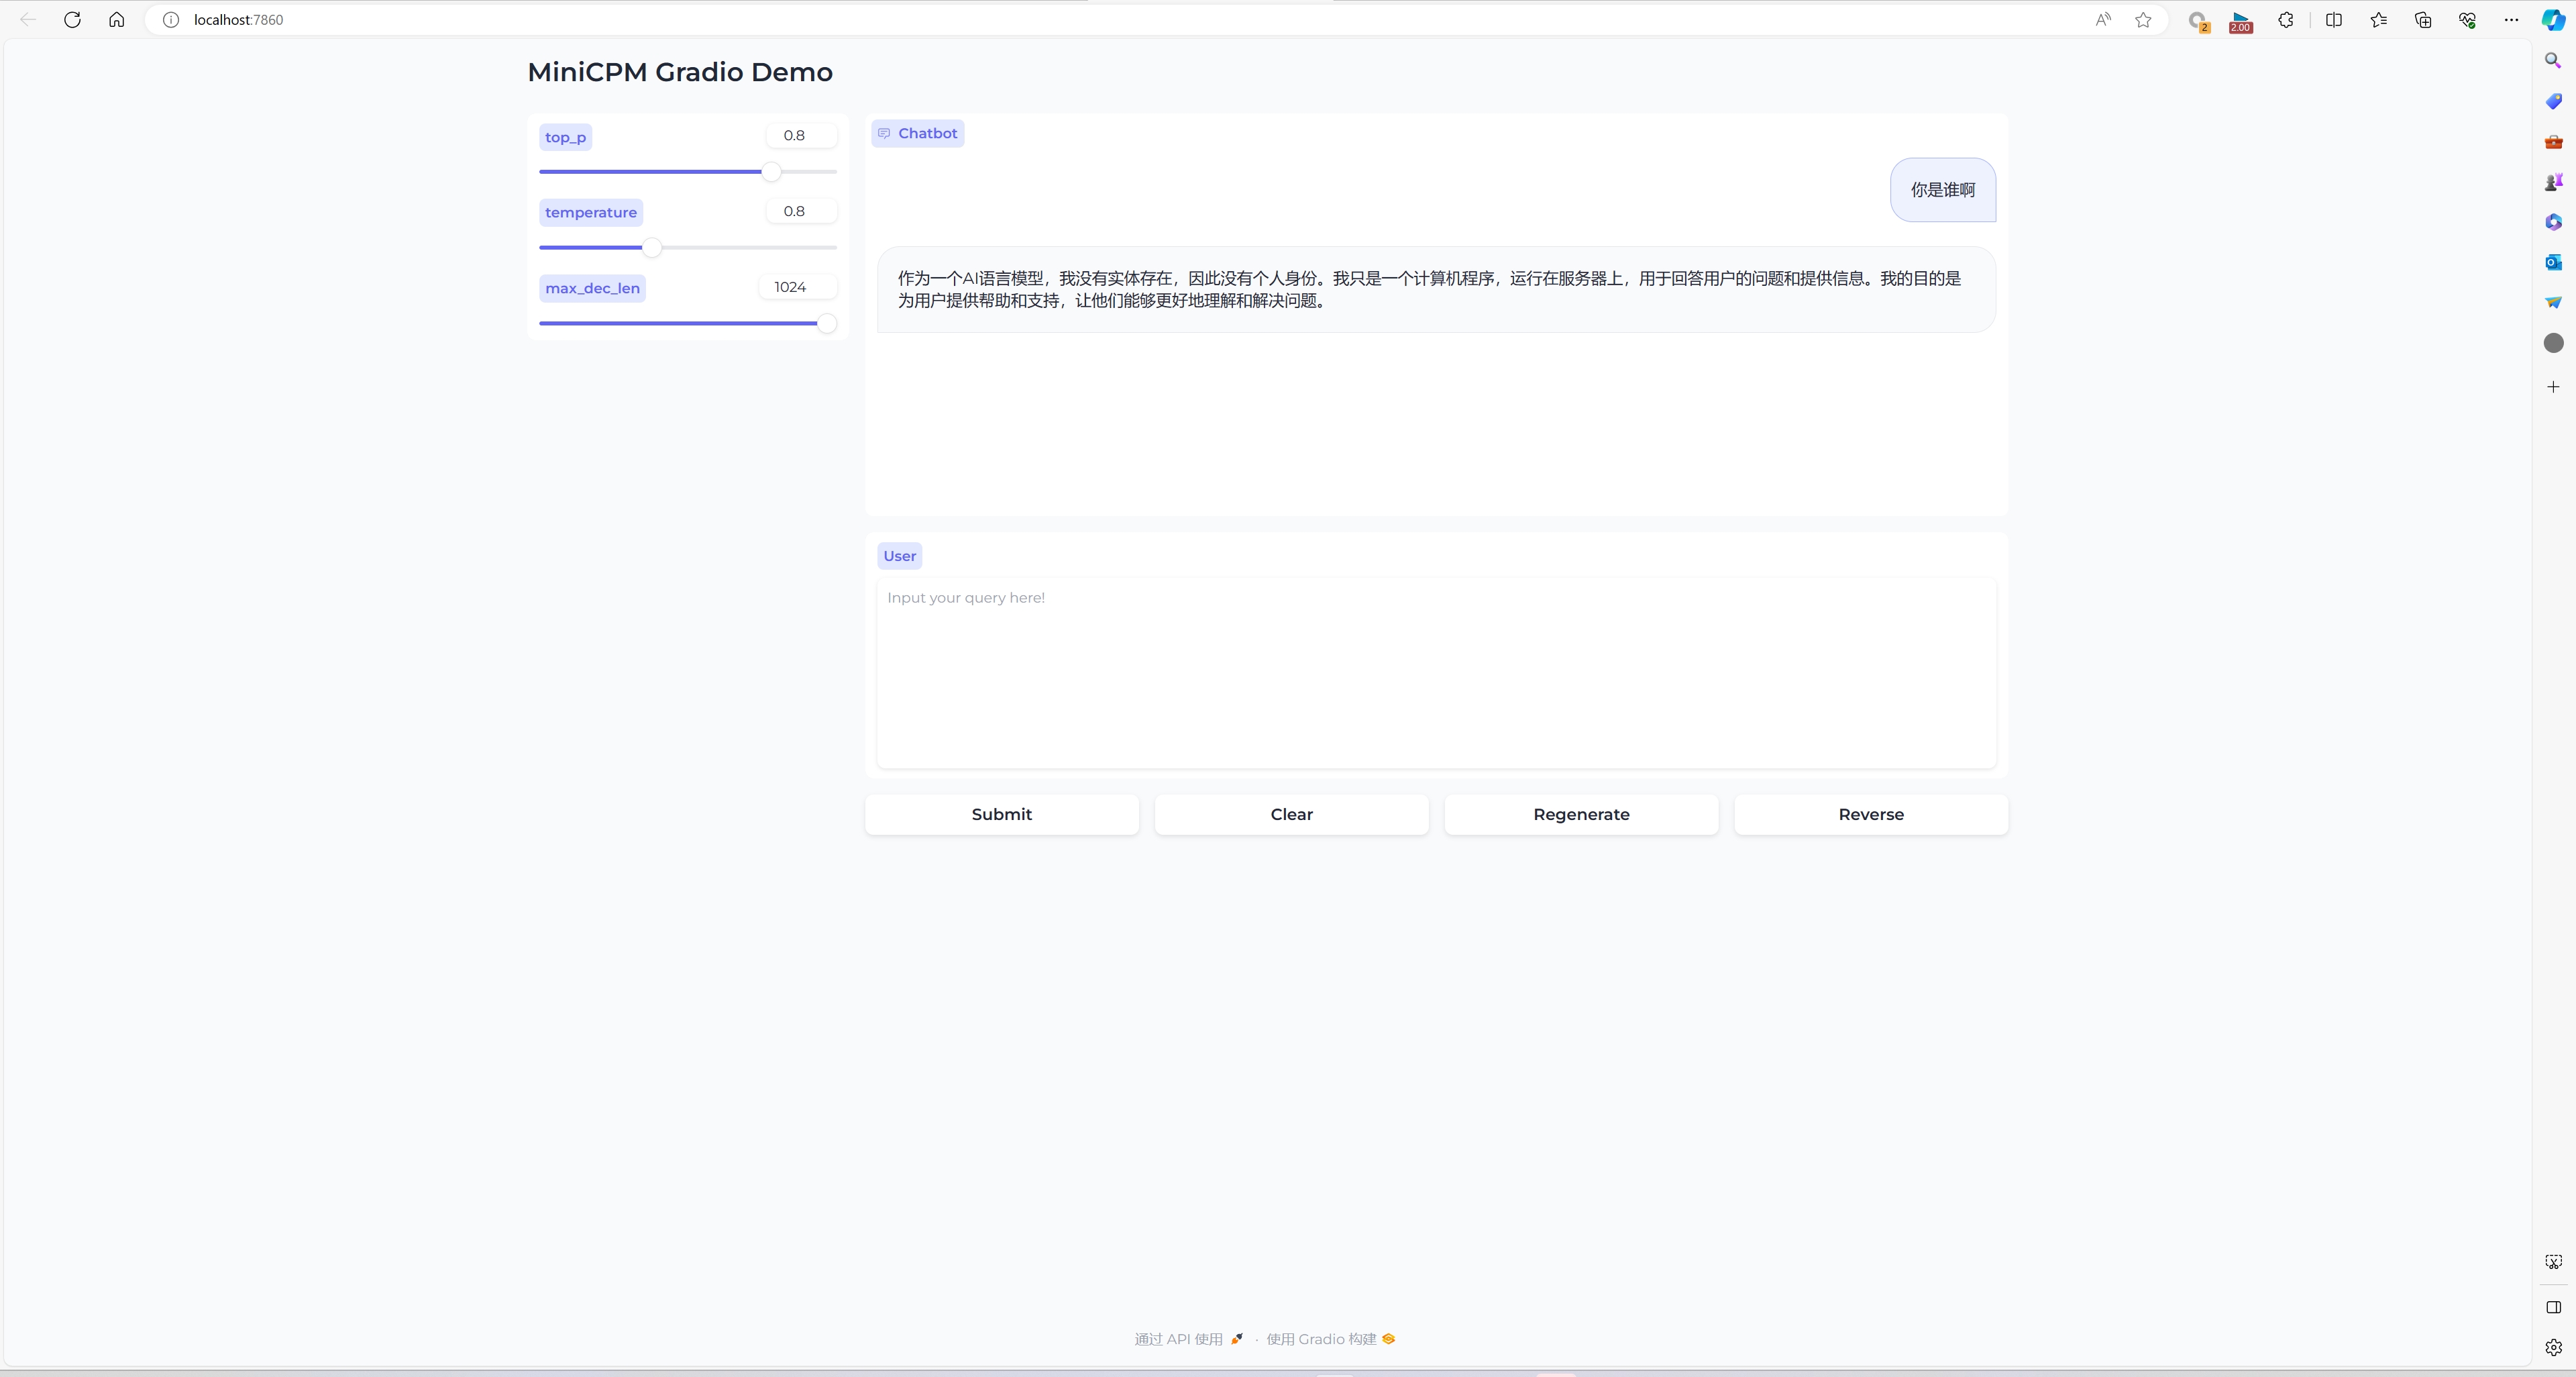 localhost:7860
2
2.00
MiniCPM Gradio Demo
top_p
0.8
temperature
0.8
max_dec_len
1024
Chatbot
你是谁啊
作为一个AI语言模型，我没有实体存在，因此没有个人身份。我只是一个计算机程序，运行在服务器上，用于回答用户的问题和提供信息。我的目的是
为用户提供帮助和支持，让他们能够更好地理解和解决问题。
User
Input your query here!
Submit
Clear
Regenerate
Reverse
通过 API 使用 · 使用 Gradio 构建